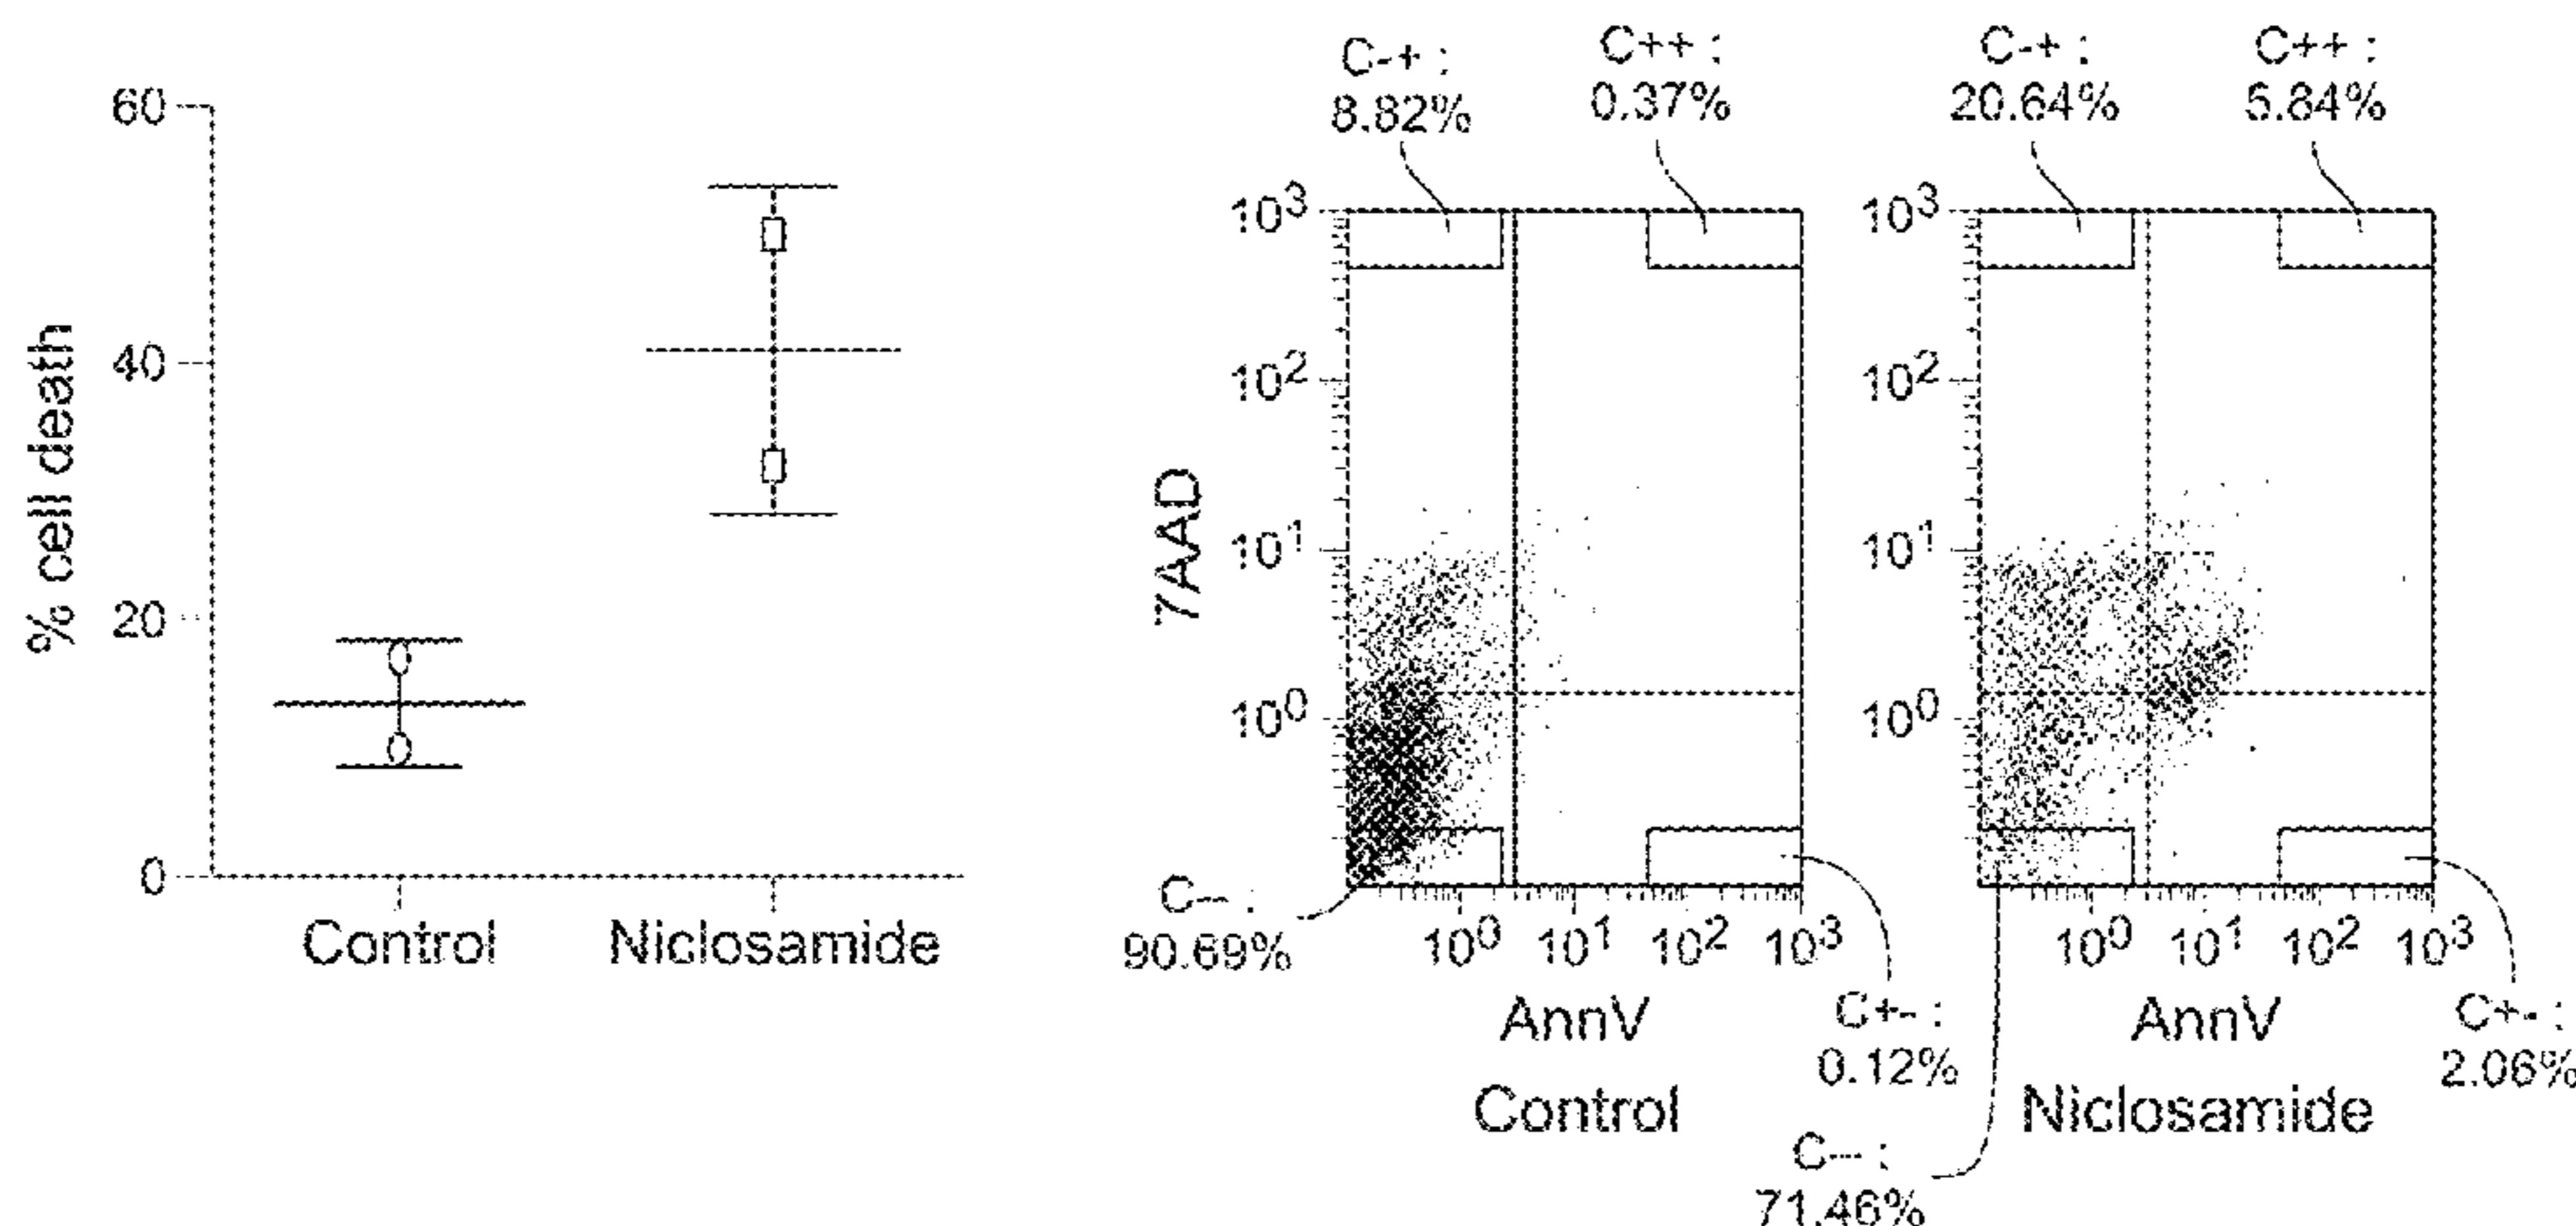 % cell death
60
40
20
0
Control
Niclosamide
C-+ :
8.82%
C++ :
0.37%
7AAD
10³
10²
10¹
10⁰
C-- :
90.69%
10⁰ 10¹ 10² 10³
AnnV
Control
C+- :
0.12%
C-+ :
20.64%
C++ :
5.84%
10³
10²
10¹
10⁰
10⁰ 10¹ 10² 10³
AnnV
Niclosamide
C+- :
2.06%
C-- :
71.46%